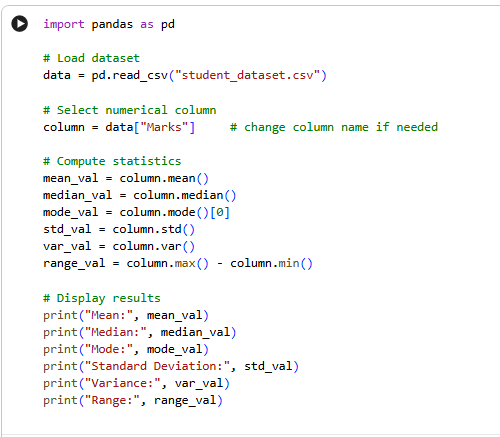 import pandas as pd
# Load dataset
data = pd.read_csv("student_dataset.csv")
# Select numerical column
column = data["Marks"]     # change column name if needed
# Compute statistics
mean_val = column.mean()
median_val = column.median()
mode_val = column.mode()[0]
std_val = column.std()
var_val = column.var()
range_val = column.max() - column.min()
# Display results
print("Mean:", mean_val)
print("Median:", median_val)
print("Mode:", mode_val)
print("Standard Deviation:", std_val)
print("Variance:", var_val)
print("Range:", range_val)